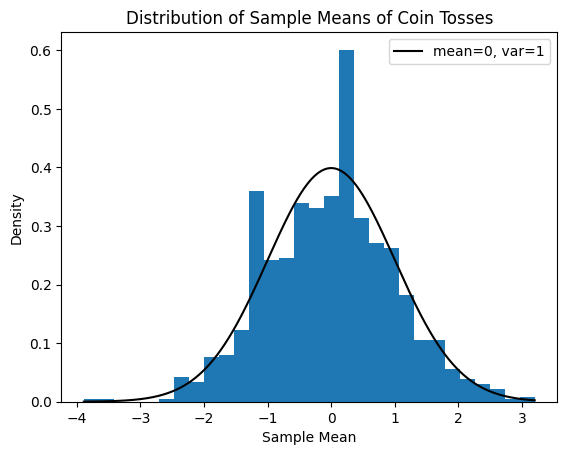 Distribution of Sample Means of Coin Tosses
mean=0, var=1
Density
0.6
0.5
0.4
0.3
0.2
0.1
0.0
−4 −3 −2 −1 0 1 2 3
Sample Mean